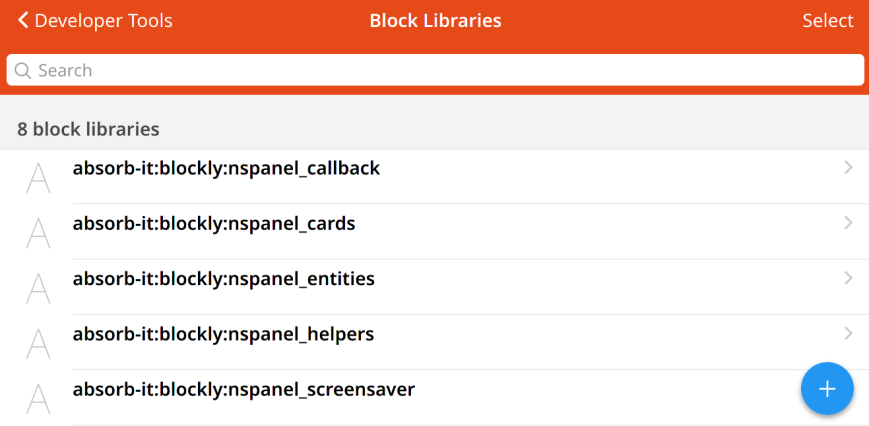 Developer Tools Block Libraries Select
Search
8 block libraries
A absorb-it:blockly:nspanel_callback
A absorb-it:blockly:nspanel_cards
A absorb-it:blockly:nspanel_entities
A absorb-it:blockly:nspanel_helpers
A absorb-it:blockly:nspanel_screensaver